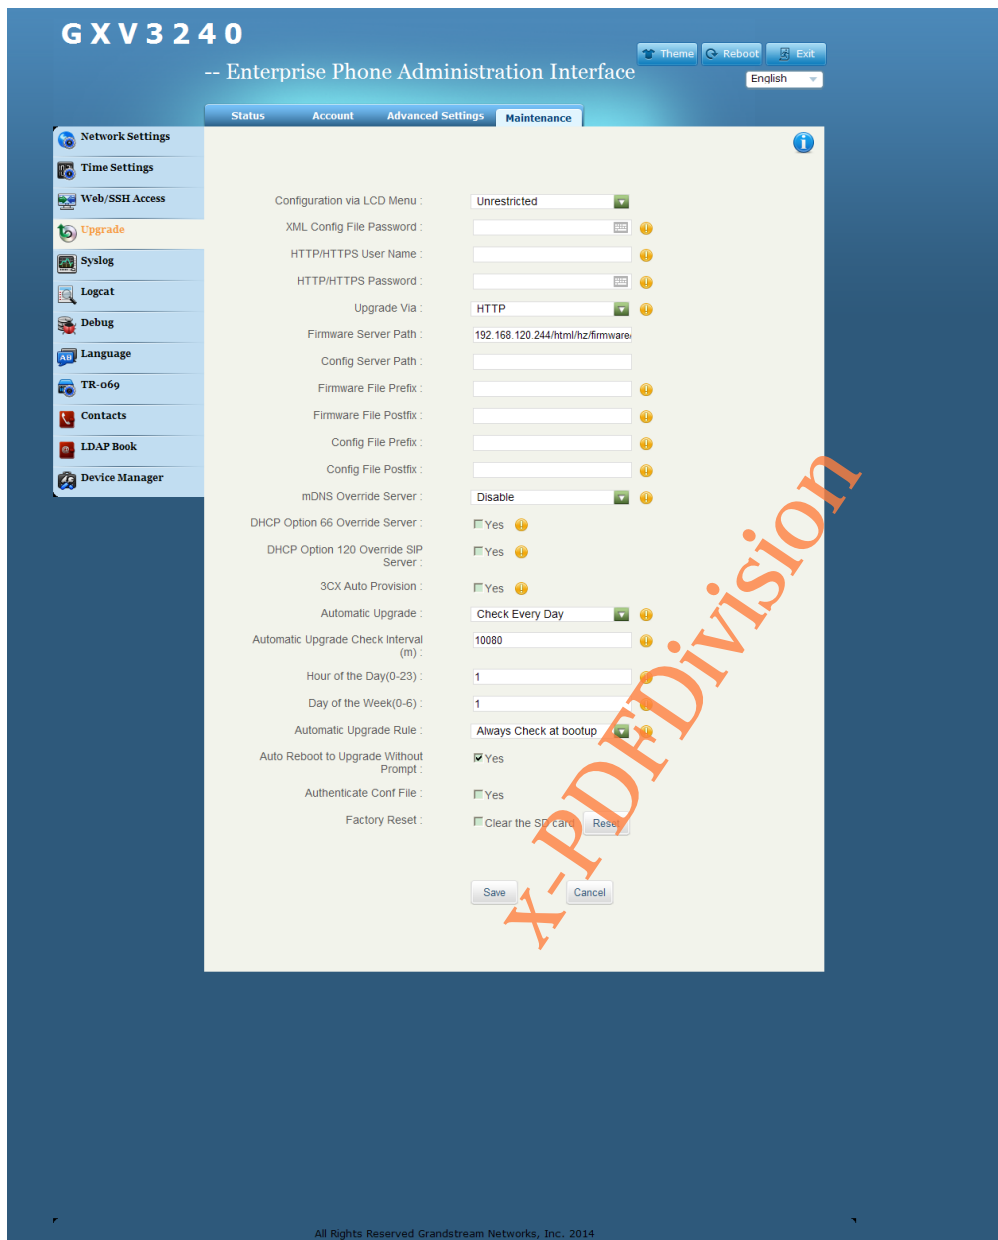 GXV3240
-- Enterprise Phone Administration Interface
Theme Reboot Exit
English
Status Account Advanced Settings Maintenance
Network Settings
Time Settings
Web/SSH Access
Upgrade
Syslog
Logcat
Debug
Language
TR-069
Contacts
LDAP Book
Device Manager
Configuration via LCD Menu : Unrestricted
XML Config File Password :
HTTP/HTTPS User Name :
HTTP/HTTPS Password :
Upgrade Via : HTTP
Firmware Server Path : 192.168.120.244/html/hz/firmware/
Config Server Path :
Firmware File Prefix :
Firmware File Postfix :
Config File Prefix :
Config File Postfix :
mDNS Override Server : Disable
DHCP Option 66 Override Server : Yes
DHCP Option 120 Override SIP
Server : Yes
3CX Auto Provision : Yes
Automatic Upgrade : Check Every Day
Automatic Upgrade Check Interval
(m) : 10080
Hour of the Day(0-23) : 1
Day of the Week(0-6) : 1
Automatic Upgrade Rule : Always Check at bootup
Auto Reboot to Upgrade Without
Prompt : Yes
Authenticate Conf File : Yes
Factory Reset : Clear the SD card Reset
Save Cancel
x-PDFDivision
All Rights Reserved Grandstream Networks, Inc. 2014